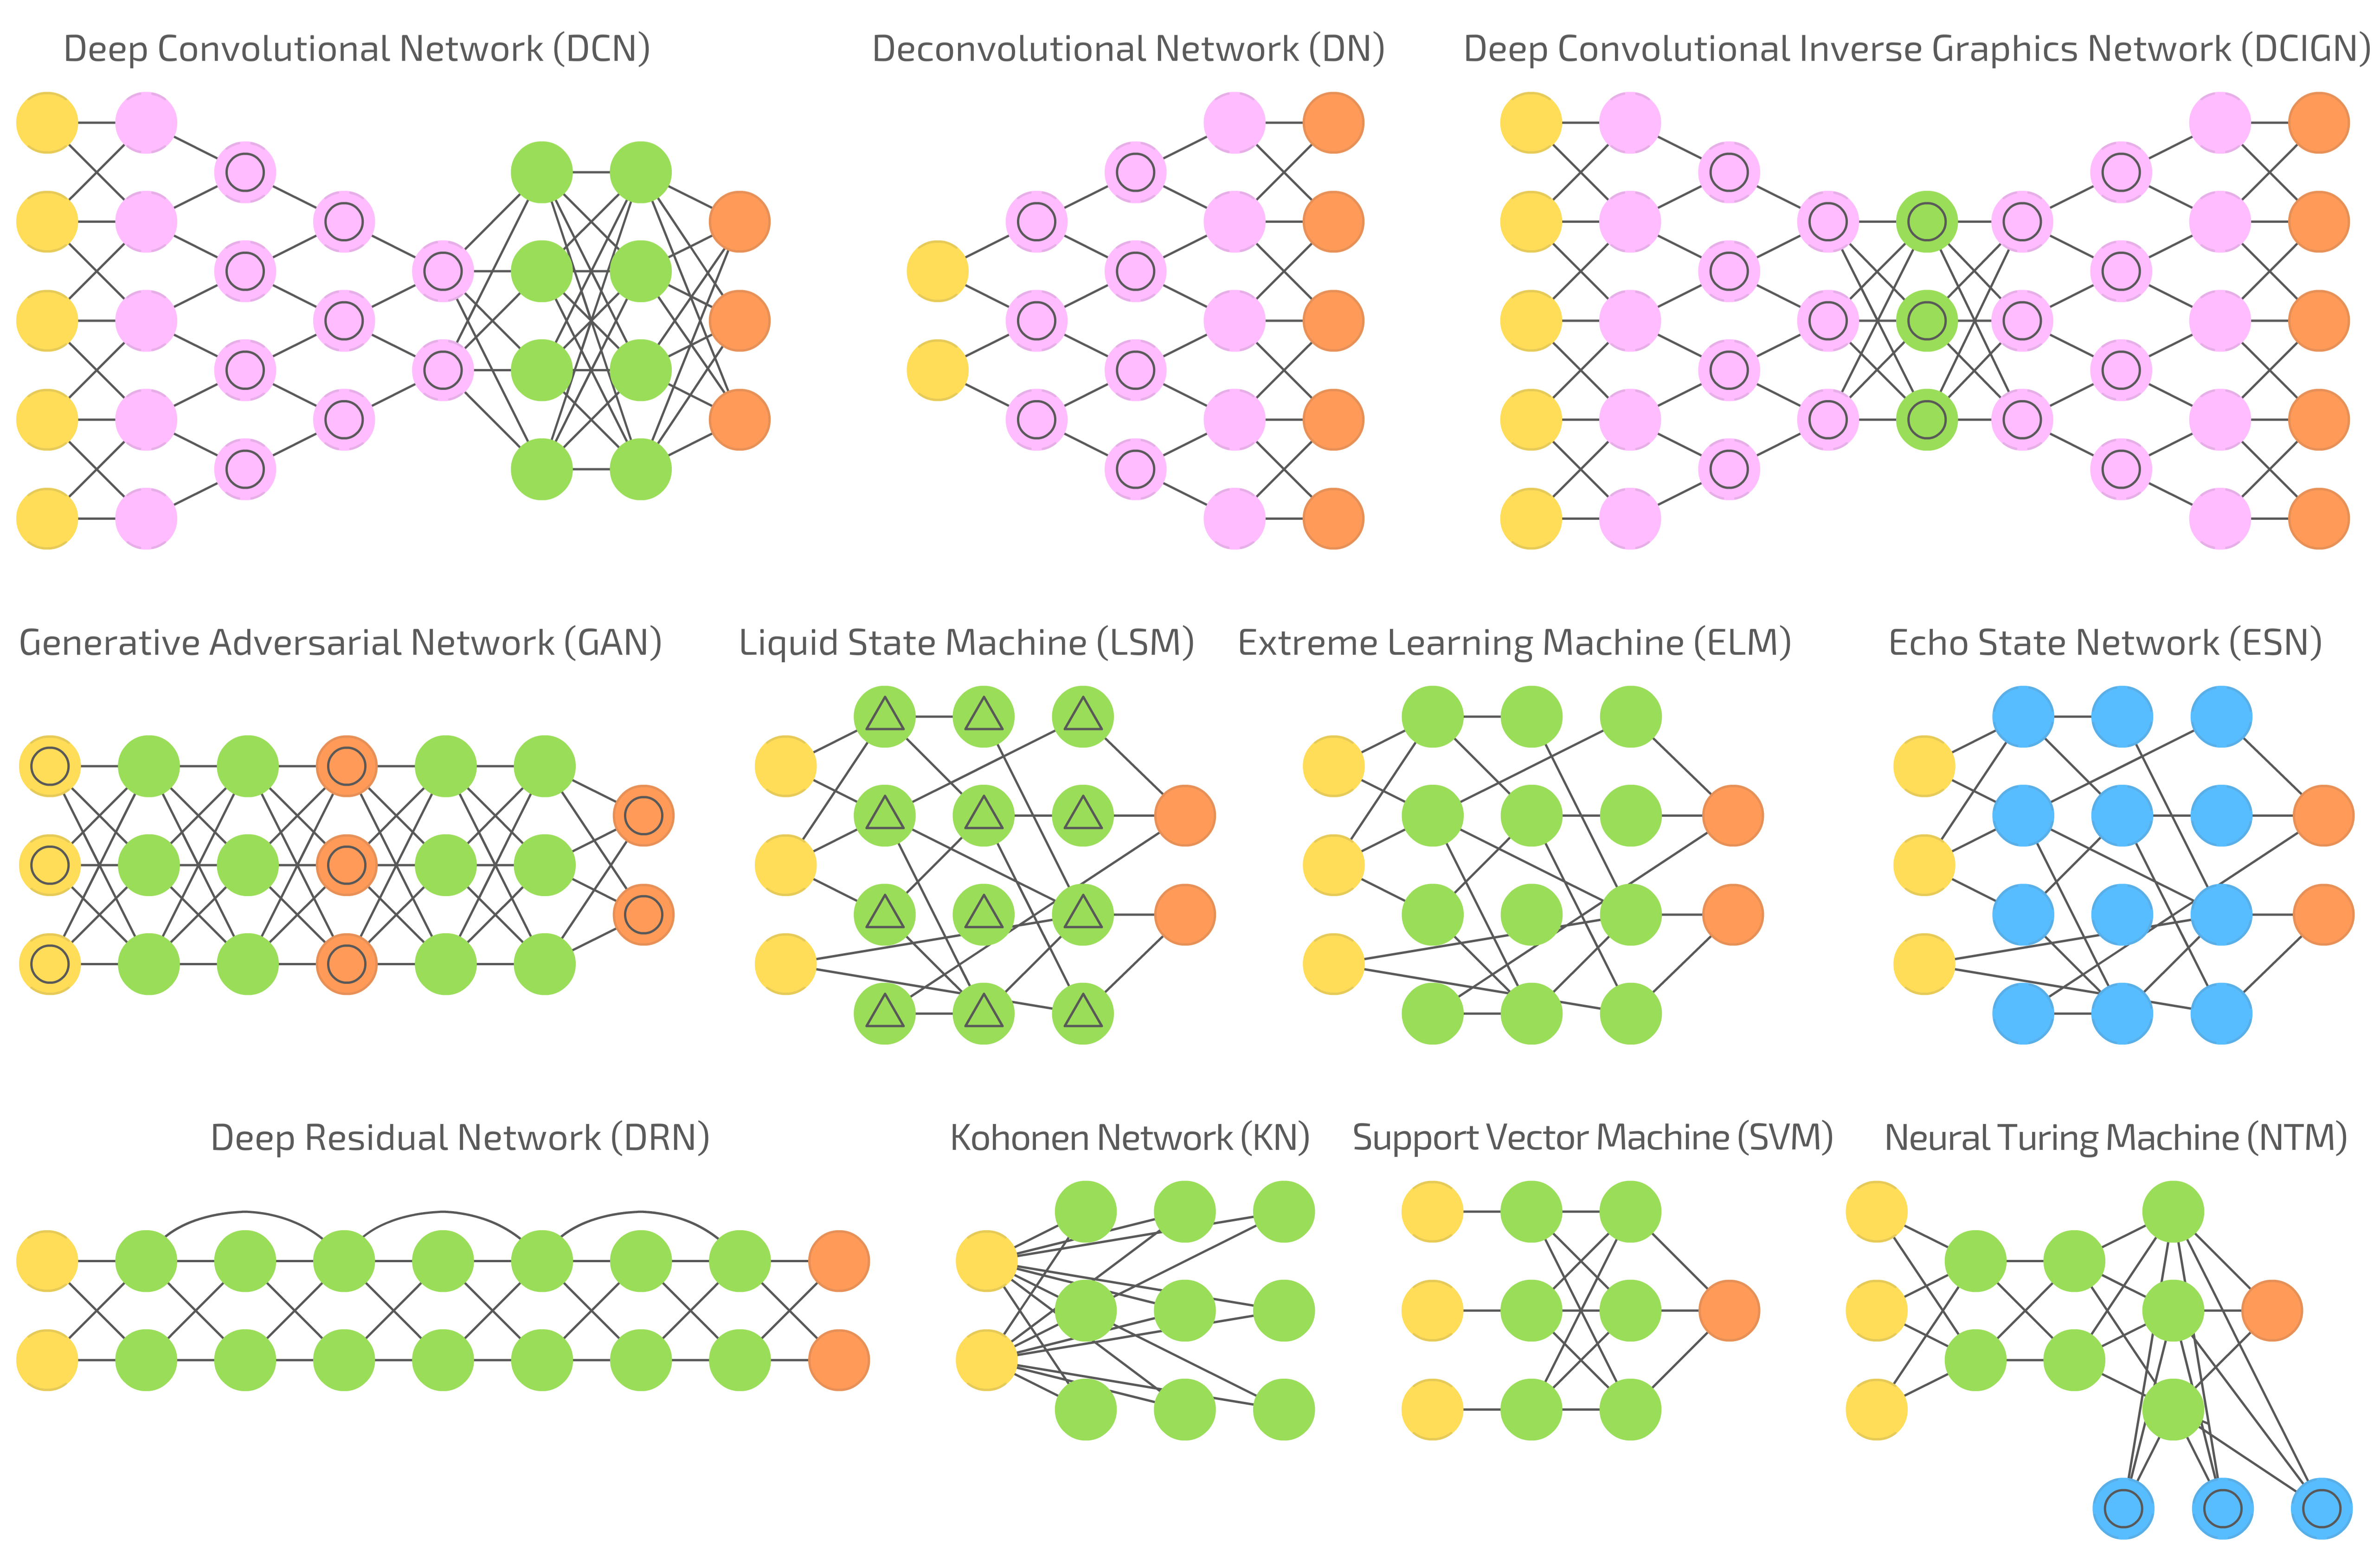 Deep Convolutional Network (DCN)
Deconvolutional Network (DN)
Deep Convolutional Inverse Graphics Network (DCIGN)
Generative Adversarial Network (GAN)
Liquid State Machine (LSM)
Extreme Learning Machine (ELM)
Echo State Network (ESN)
Deep Residual Network (DRN)
Kohonen Network (KN)
Support Vector Machine (SVM)
Neural Turing Machine (NTM)